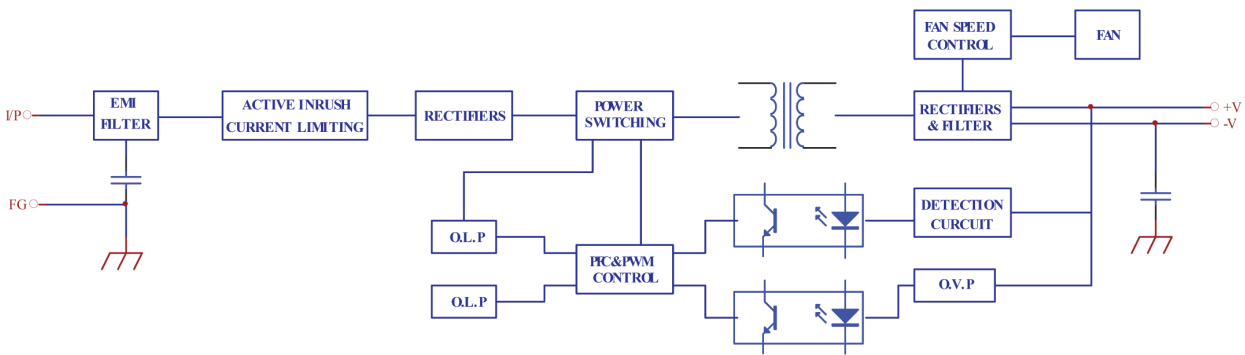 FAN SPEED
CONTROL
FAN
I/P
EMI
FILTER
ACTIVE INRUSH
CURRENT LIMITING
RECTIFIERS
POWER
SWITCHING
RECTIFIERS
& FILTER
+V
-V
FG
O.L.P
O.L.P
PFC&PWM
CONTROL
DETECTION
CURCUIT
O.V.P